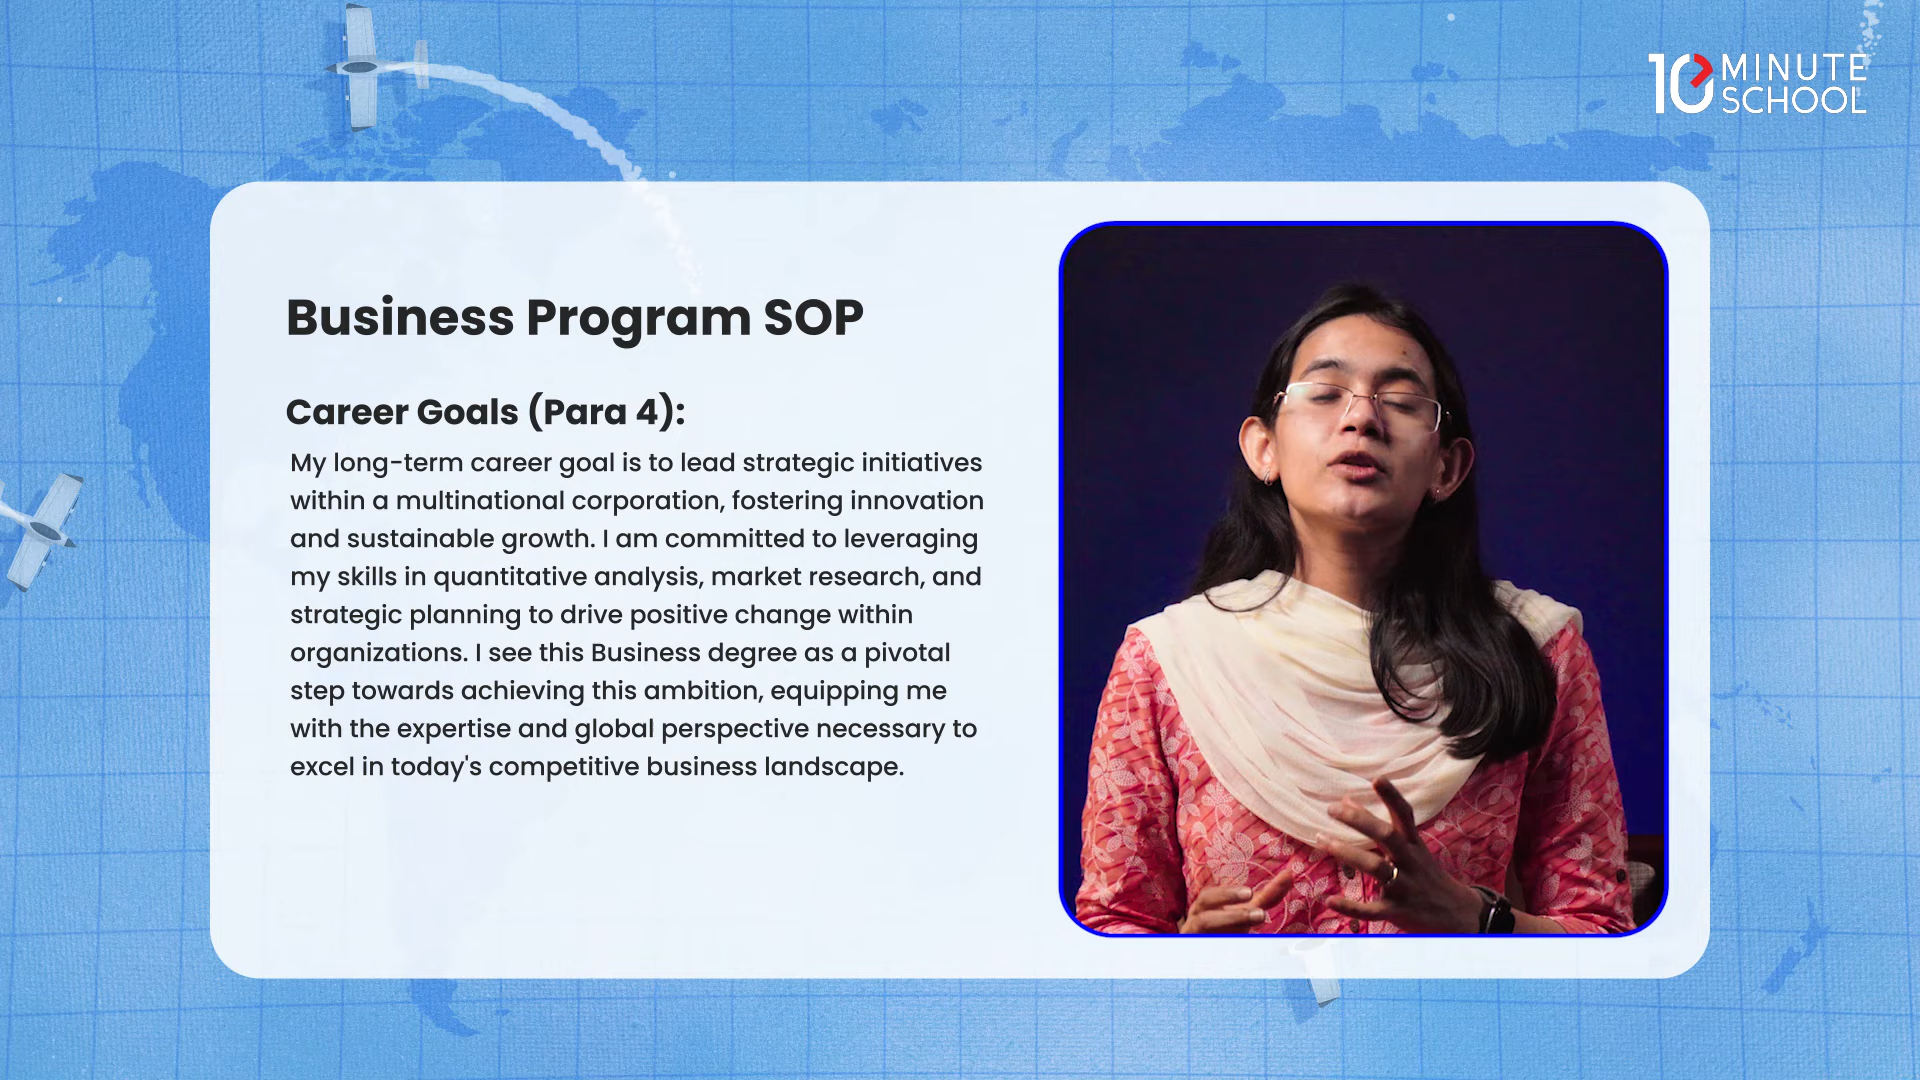 10 MINUTE
SCHOOL
Business Program SOP
Career Goals (Para 4):
My long-term career goal is to lead strategic initiatives
within a multinational corporation, fostering innovation
and sustainable growth. I am committed to leveraging
my skills in quantitative analysis, market research, and
strategic planning to drive positive change within
organizations. I see this Business degree as a pivotal
step towards achieving this ambition, equipping me
with the expertise and global perspective necessary to
excel in today's competitive business landscape.